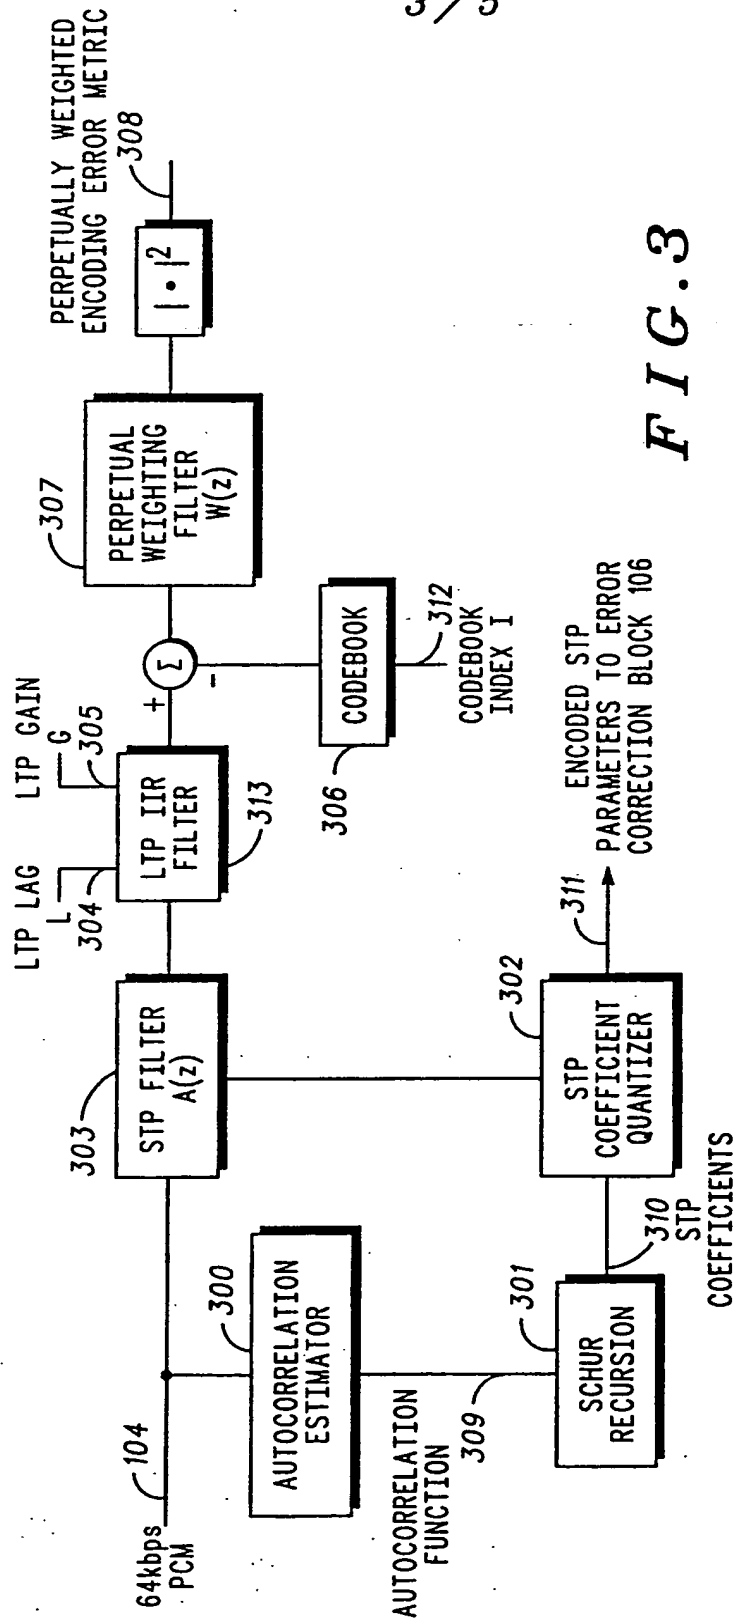 3/5
64kbps
PCM
104
AUTOCORRELATION
ESTIMATOR
300
AUTOCORRELATION
FUNCTION
309
SCHUR
RECURSION
301
310
STP
COEFFICIENTS
STP
COEFFICIENT
QUANTIZER
302
311
ENCODED STP
PARAMETERS TO ERROR
CORRECTION BLOCK 106
303
STP FILTER
A(z)
LTP LAG
L
304
LTP GAIN
G
305
LTP IIR
FILTER
313
+
Σ
-
CODEBOOK
306
312
CODEBOOK
INDEX I
307
PERPETUAL
WEIGHTING
FILTER
W(z)
|•|2
PERPETUALLY WEIGHTED
ENCODING ERROR METRIC
308
FIG.3